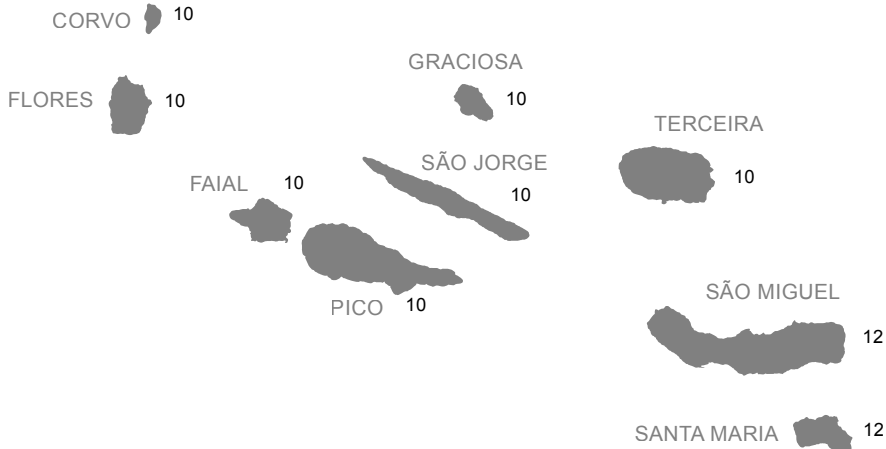 CORVO 10
GRACIOSA
FLORES 10
10
TERCEIRA
SÃO JORGE
10
FAIAL 10
10
PICO 10
SÃO MIGUEL
12
SANTA MARIA 12